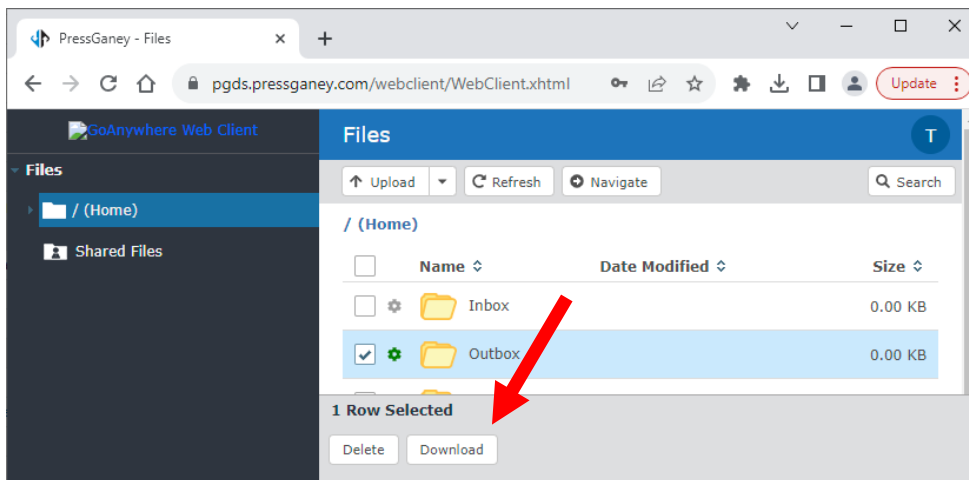 PressGaney - Files
pgds.pressganey.com/webclient/WebClient.xhtml
Update
GoAnywhere Web Client
Files
T
Files
Upload
Refresh
Navigate
Search
/ (Home)
/ (Home)
Shared Files
Name
Date Modified
Size
Inbox
0.00 KB
Outbox
0.00 KB
1 Row Selected
Delete
Download